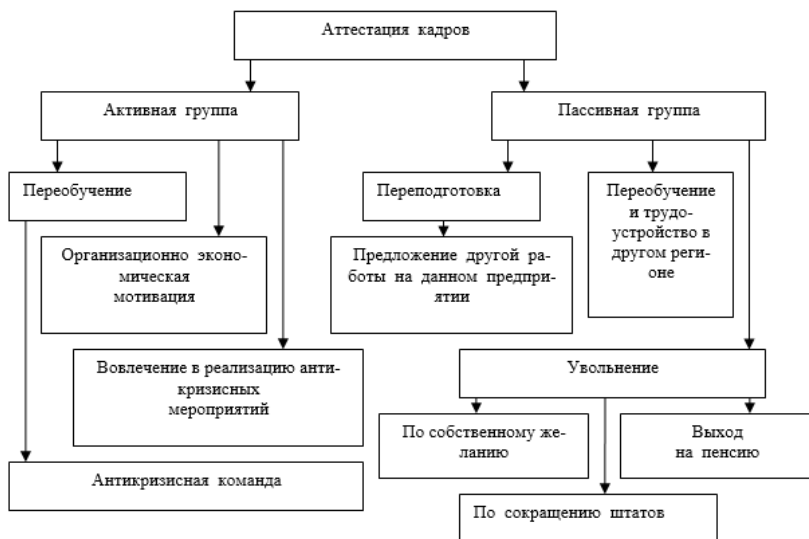 Аттестация кадров
Активная группа
Пассивная группа
Переобучение
Переподготовка
Переобучение
и трудо-
устройство в
другом реги-
оне
Организационно эконо-
мическая
мотивация
Предложение другой ра-
боты на данном предпри-
ятии
Вовлечение в реализацию анти-
кризисных
мероприятий
Увольнение
По собственному же-
ланию
Выход
на пенсию
Антикризисная команда
По сокращению штатов